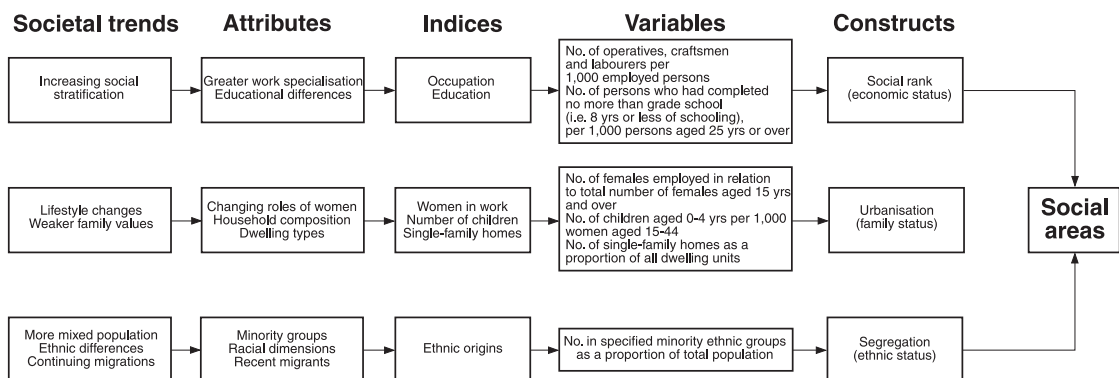 Societal trends
Attributes
Indices
Variables
Constructs
Increasing social
stratification
Greater work specialisation
Educational differences
Occupation
Education
No. of operatives, craftsmen
and labourers per
1,000 employed persons
No. of persons who had completed
no more than grade school
(i.e. 8 yrs or less of schooling),
per 1,000 persons aged 25 yrs or over
Social rank
(economic status)
Lifestyle changes
Weaker family values
Changing roles of women
Household composition
Dwelling types
Women in work
Number of children
Single-family homes
No. of females employed in relation
to total number of females aged 15 yrs
and over
No. of children aged 0-4 yrs per 1,000
women aged 15-44
No. of single-family homes as a
proportion of all dwelling units
Urbanisation
(family status)
Social
areas
More mixed population
Ethnic differences
Continuing migrations
Minority groups
Racial dimensions
Recent migrants
Ethnic origins
No. in specified minority ethnic groups
as a proportion of total population
Segregation
(ethnic status)